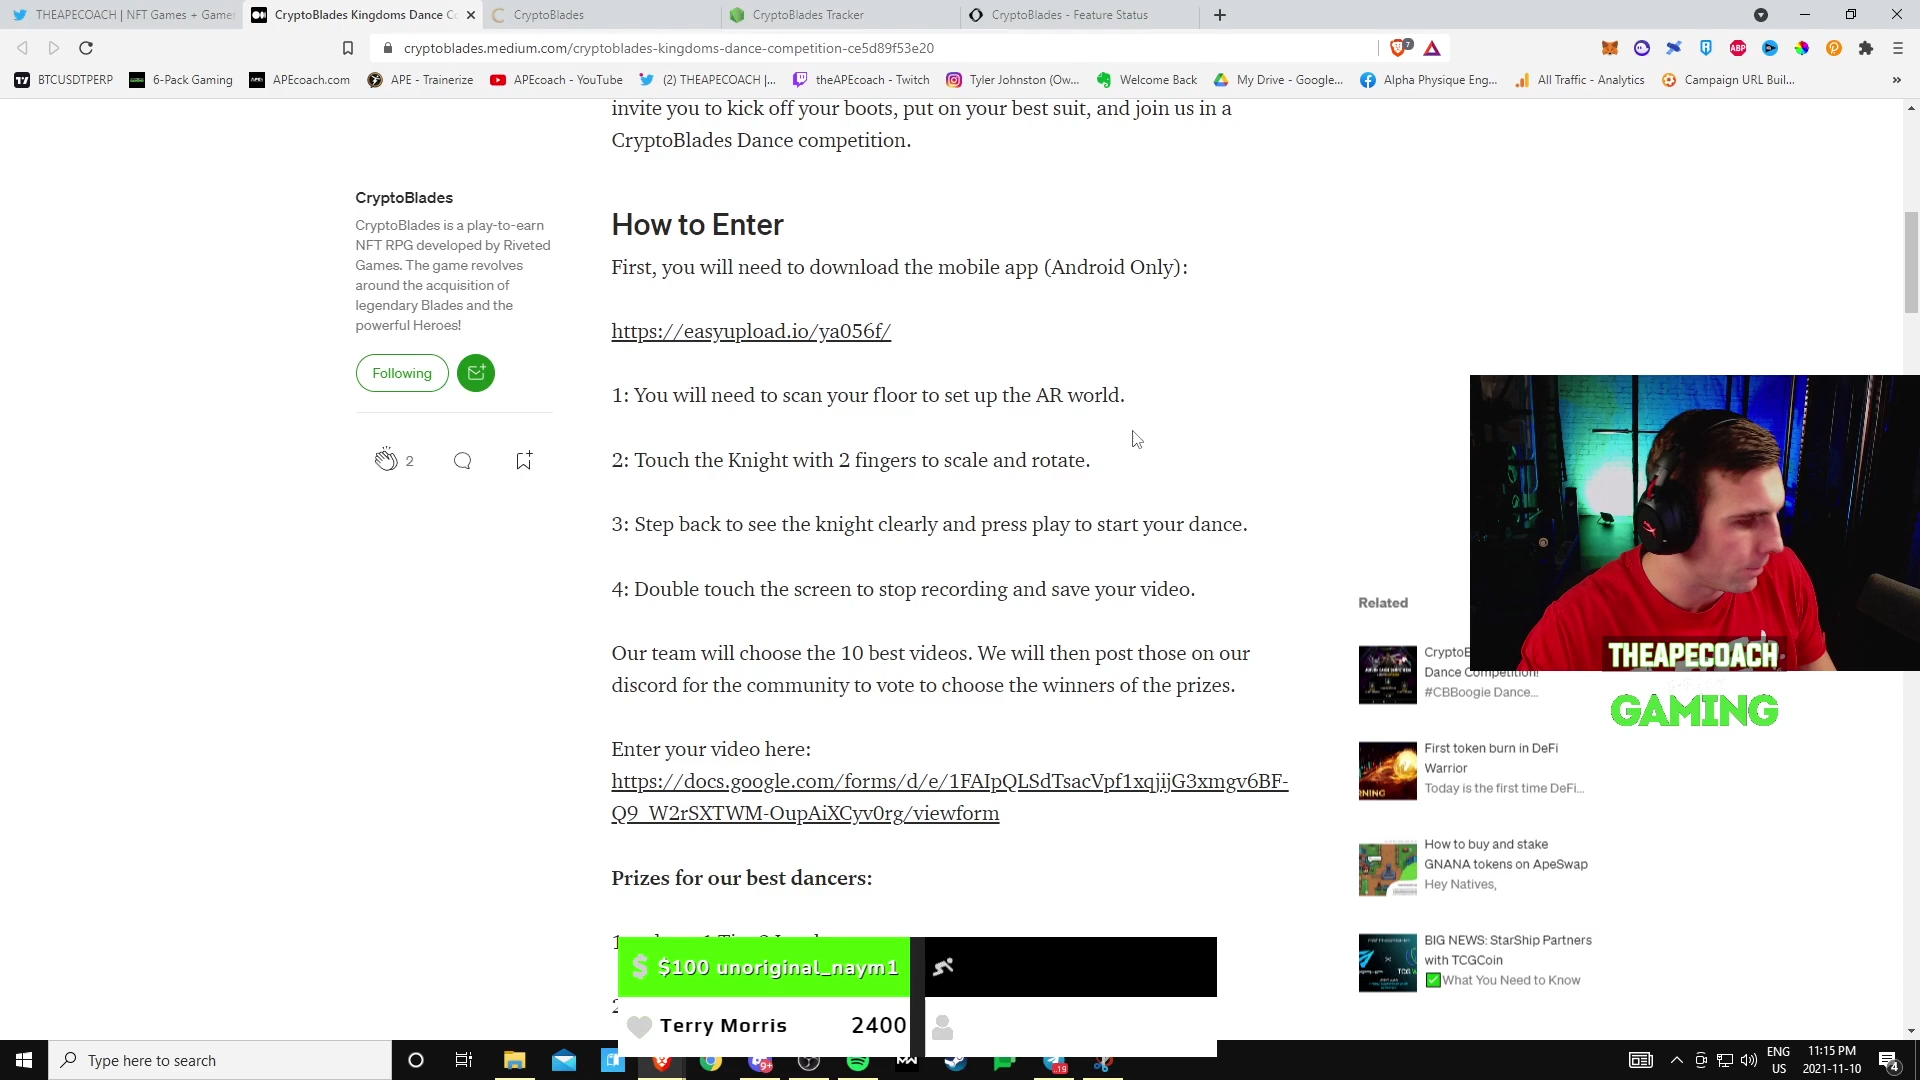 THEAPECOACH | NFT Games + Gamer
CryptoBlades Kingdoms Dance Co
CryptoBlades
CryptoBlades Tracker
CryptoBlades - Feature Status
cryptoblades.medium.com/cryptoblades-kingdoms-dance-competition-ce5d89f53e20
BTCUSDTPERP
6-Pack Gaming
APEcoach.com
APE - Trainerize
APEcoach - YouTube
(2) THEAPECOACH |...
theAPEcoach - Twitch
Tyler Johnston (Ow...
Welcome Back
My Drive - Google...
Alpha Physique Eng...
All Traffic - Analytics
Campaign URL Buil...
invite you to kick off your boots, put on your best suit, and join us in a
CryptoBlades Dance competition.
CryptoBlades
CryptoBlades is a play-to-earn
NFT RPG developed by Riveted
Games. The game revolves
around the acquisition of
legendary Blades and the
powerful Heroes!
Following
2
How to Enter
First, you will need to download the mobile app (Android Only):
https://easyupload.io/ya056f/
1: You will need to scan your floor to set up the AR world.
2: Touch the Knight with 2 fingers to scale and rotate.
3: Step back to see the knight clearly and press play to start your dance.
4: Double touch the screen to stop recording and save your video.
Our team will choose the 10 best videos. We will then post those on our
discord for the community to vote to choose the winners of the prizes.
Enter your video here:
https://docs.google.com/forms/d/e/1FAIpQLSdTsacVpf1xqjijG3xmgv6BF-
Q9_W2rSXTWM-OupAiXCyv0rg/viewform
Prizes for our best dancers:
Related
Dance Competition!
#CBBoogie Dance...
First token burn in DeFi
Warrior
Today is the first time DeFi...
How to buy and stake
GNANA tokens on ApeSwap
Hey Natives,
BIG NEWS: StarShip Partners
with TCGCoin
✅What You Need to Know
THEAPECOACH
GAMING
$ $100 unoriginal_naym1
Terry Morris 2400
Type here to search
ENG
US
11:15 PM
2021-11-10
4